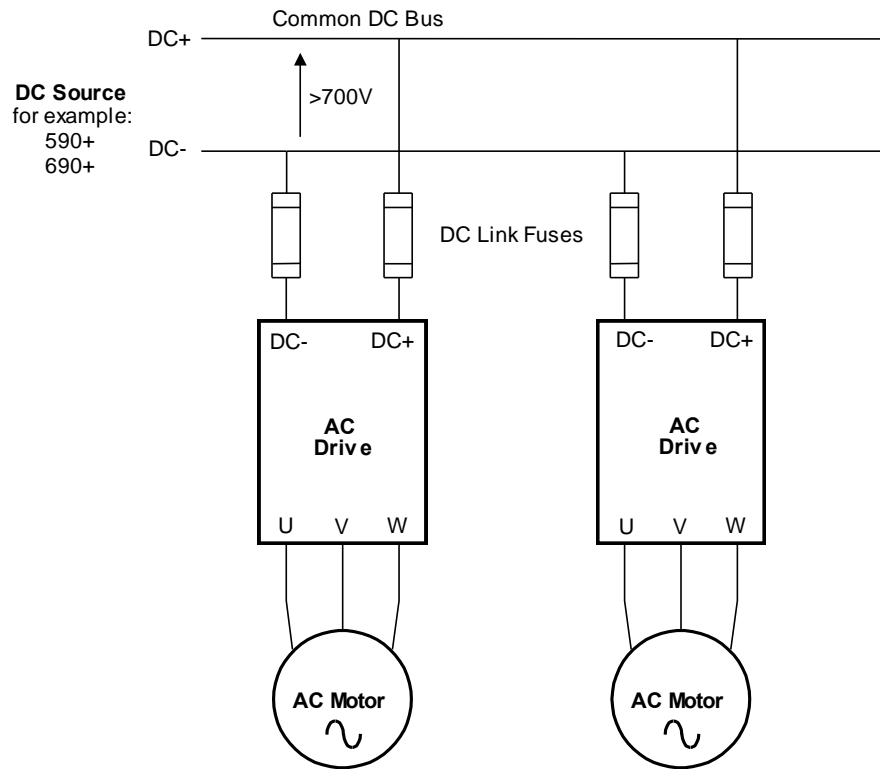 Common DC Bus
DC+
>700V
DC Source
for example:
590+
690+
DC-
DC Link Fuses
DC- DC+
AC
Drive
U V W
AC Motor
DC- DC+
AC
Drive
U V W
AC Motor